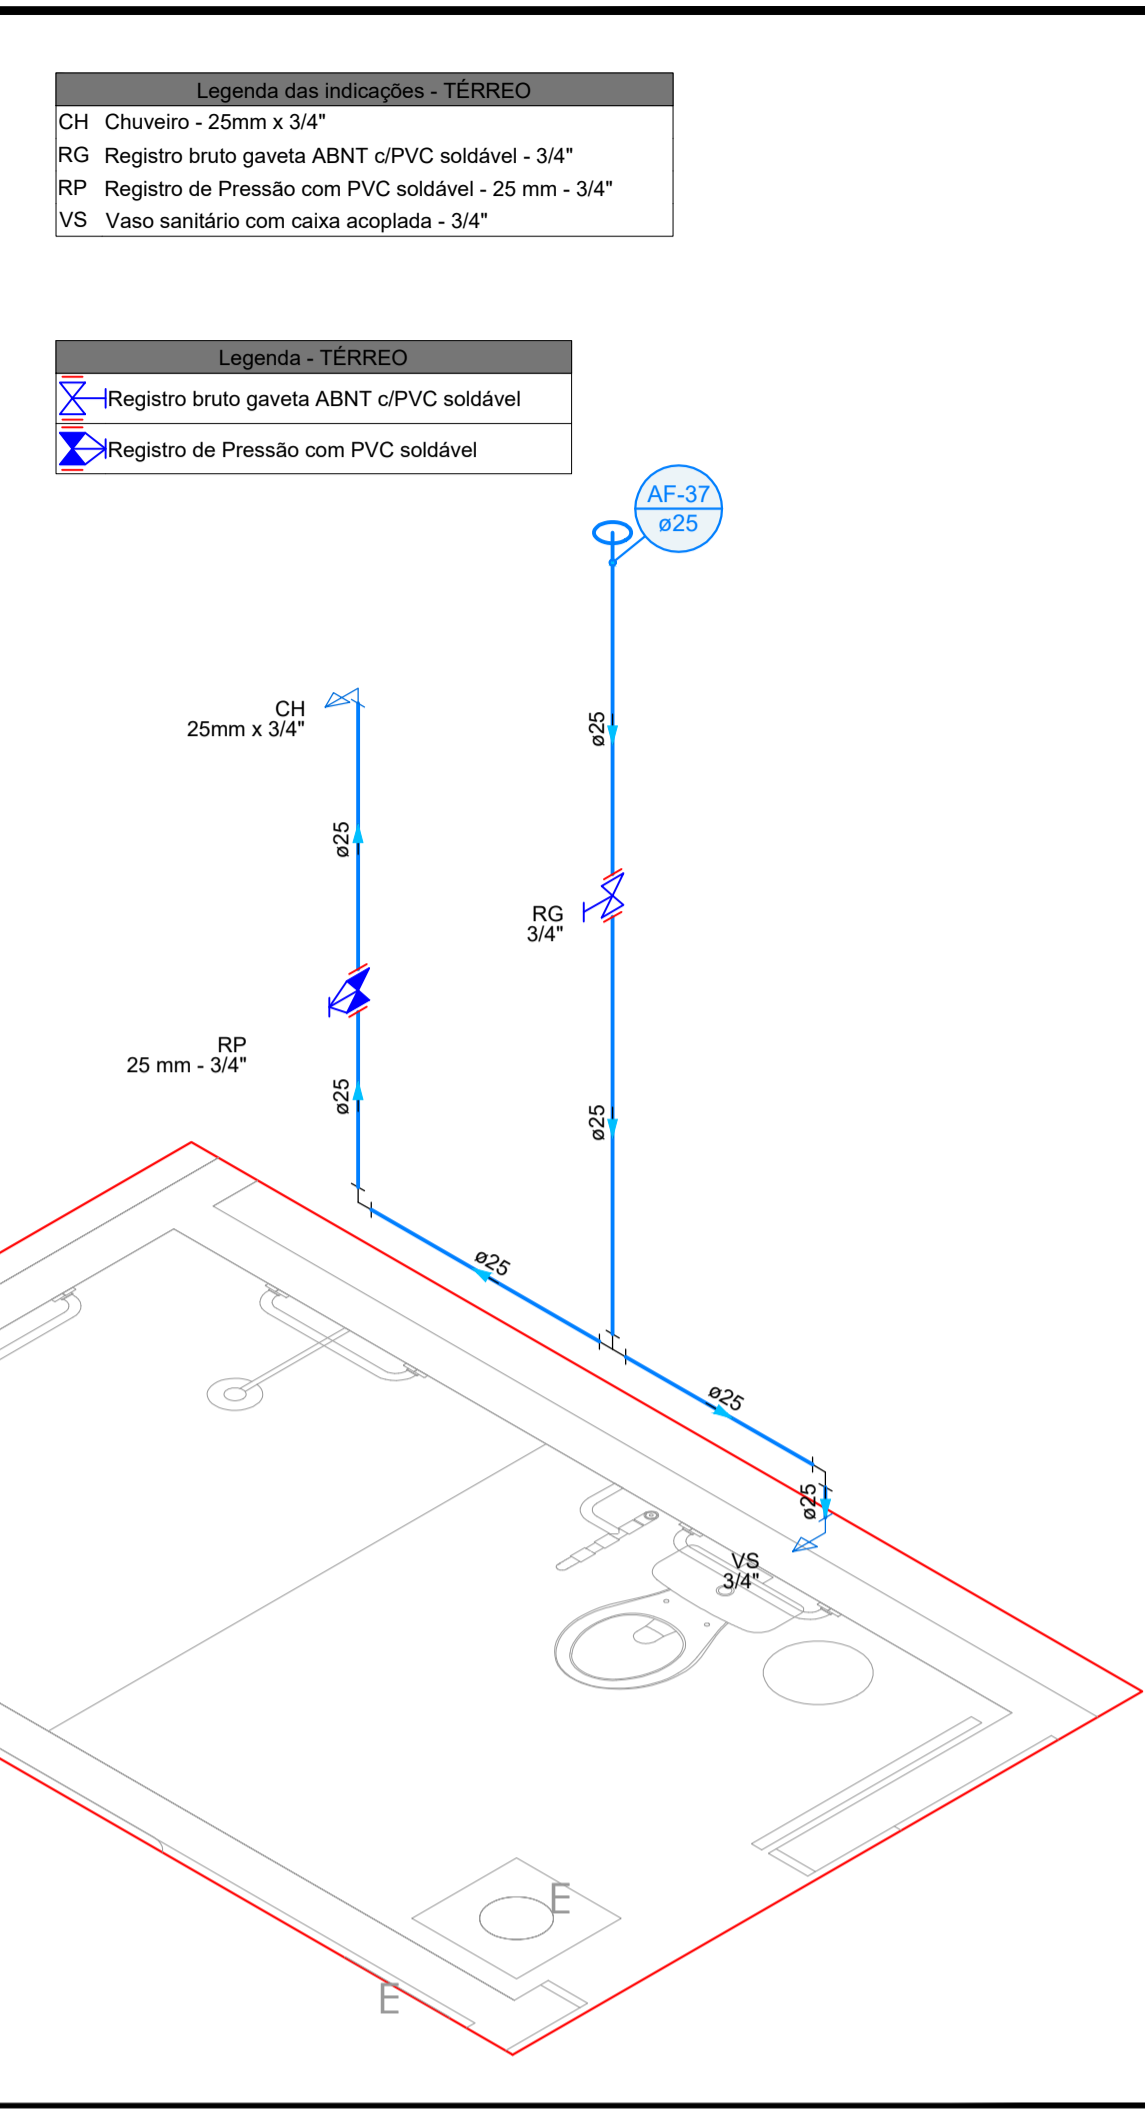 Legenda das indicações - TÉRREO
CH Chuveiro - 25mm x 3/4"
RG Registro bruto gaveta ABNT c/PVC soldável - 3/4"
RP Registro de Pressão com PVC soldável - 25 mm - 3/4"
VS Vaso sanitário com caixa acoplada - 3/4"
Legenda - TÉRREO
Registro bruto gaveta ABNT c/PVC soldável
Registro de Pressão com PVC soldável
AF-37
ø25
CH
25mm x 3/4"
ø25
ø25
RG
3/4"
RP
25 mm - 3/4"
ø25
ø25
ø25
ø25
ø25
VS
3/4"
E
E